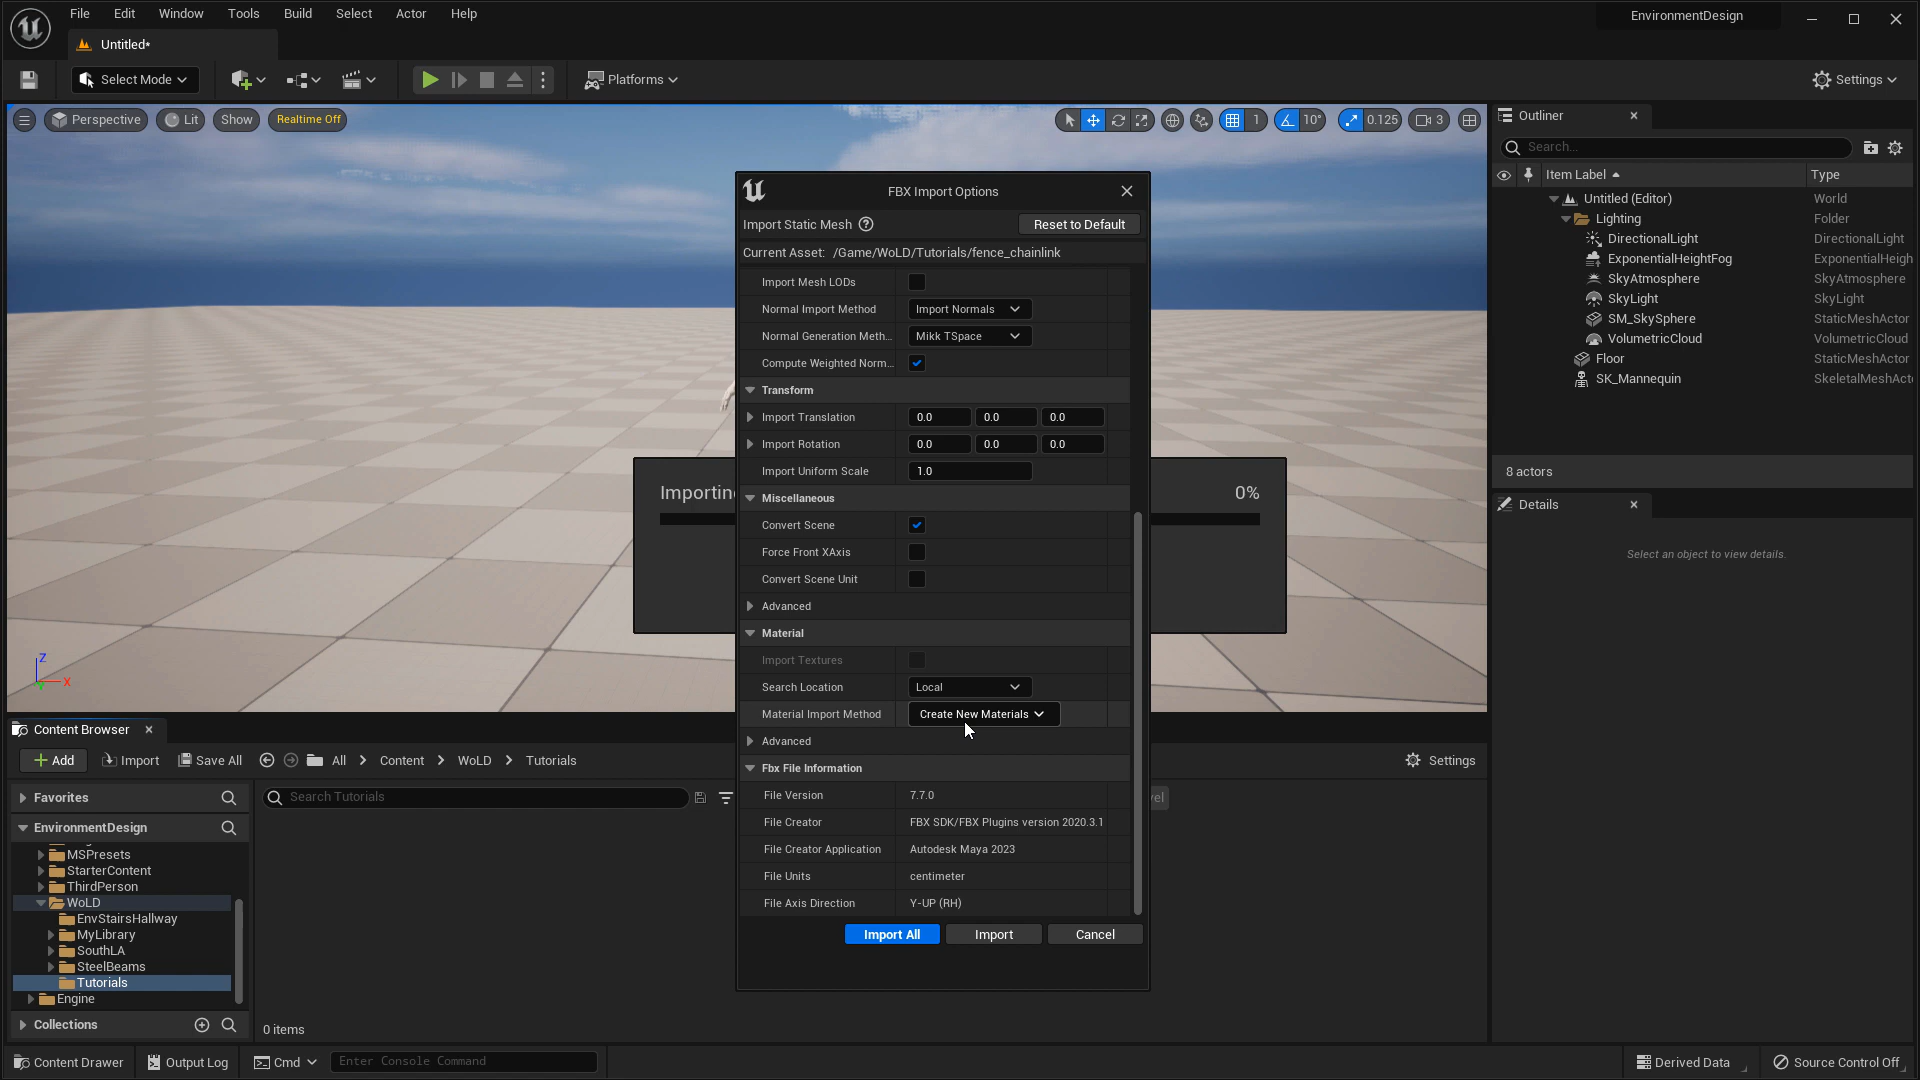 File Edit Window Tools Build Select Actor Help
EnvironmentDesign
Untitled*
Select Mode
Platforms
Settings
Perspective Lit Show Realtime Off
1 10° 0.125 3
Outliner
Search...
Item Label Type
Untitled (Editor) World
Lighting Folder
DirectionalLight DirectionalLight
ExponentialHeightFog ExponentialHeigh
SkyAtmosphere SkyAtmosphere
SkyLight SkyLight
SM_SkySphere StaticMeshActor
VolumetricCloud VolumetricCloud
Floor StaticMeshActor
SK_Mannequin SkeletalMeshActo
8 actors
Details
Select an object to view details.
FBX Import Options
Import Static Mesh Reset to Default
Current Asset: /Game/WoLD/Tutorials/fence_chainlink
Import Mesh LODs
Normal Import Method Import Normals
Normal Generation Meth... Mikk TSpace
Compute Weighted Norm...
Transform
Import Translation 0.0 0.0 0.0
Import Rotation 0.0 0.0 0.0
Import Uniform Scale 1.0
Miscellaneous
Convert Scene
Force Front XAxis
Convert Scene Unit
Advanced
Material
Import Textures
Search Location Local
Material Import Method Create New Materials
Advanced
Fbx File Information
File Version 7.7.0
File Creator FBX SDK/FBX Plugins version 2020.3.1
File Creator Application Autodesk Maya 2023
File Units centimeter
File Axis Direction Y-UP (RH)
Import All Import Cancel
Importin
0%
Content Browser
Add Import Save All All Content WoLD Tutorials
Settings
Favorites
Search Tutorials
vel
EnvironmentDesign
MSPresets
StarterContent
ThirdPerson
WoLD
EnvStairsHallway
MyLibrary
SouthLA
SteelBeams
Tutorials
Engine
Collections
0 items
Content Drawer Output Log Cmd Enter Console Command
Derived Data Source Control Off